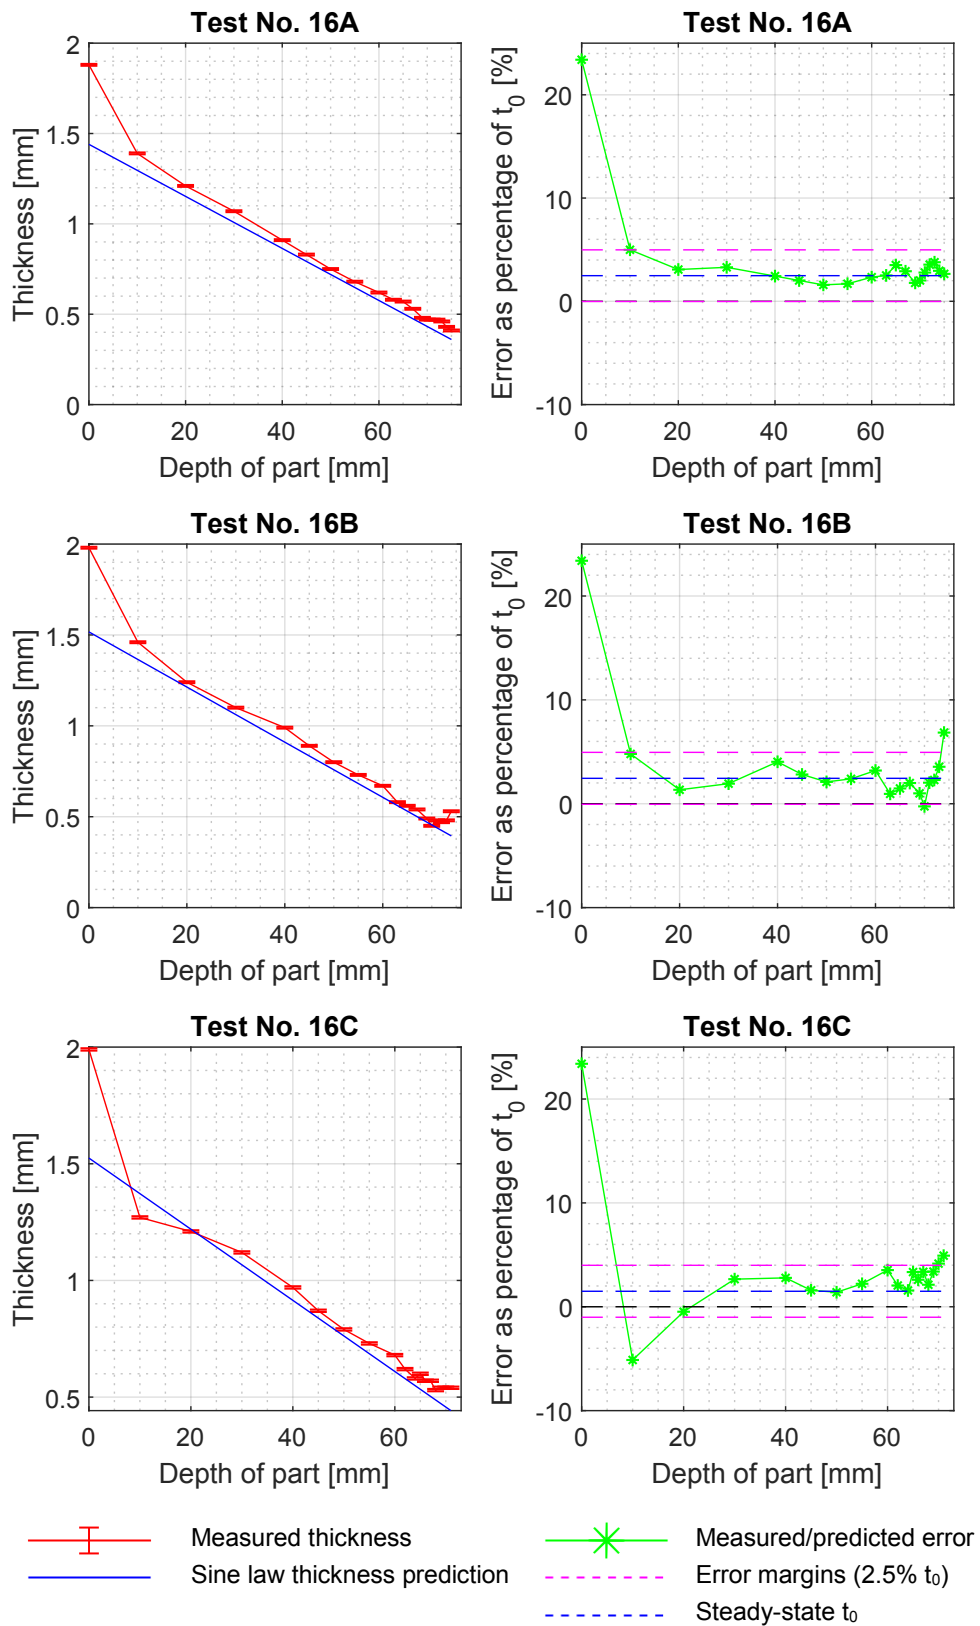 Test No. 16A
Thickness [mm]
2
1.5
1
0.5
0
0 20 40 60
Depth of part [mm]
Test No. 16A
Error as percentage of t0 [%]
20
10
0
-10
0 20 40 60
Depth of part [mm]
Test No. 16B
Thickness [mm]
2
1.5
1
0.5
0
0 20 40 60
Depth of part [mm]
Test No. 16B
Error as percentage of t0 [%]
20
10
0
-10
0 20 40 60
Depth of part [mm]
Test No. 16C
Thickness [mm]
2
1.5
1
0.5
0 20 40 60
Depth of part [mm]
Test No. 16C
Error as percentage of t0 [%]
20
10
0
-10
0 20 40 60
Depth of part [mm]
Measured thickness
Sine law thickness prediction
Measured/predicted error
Error margins (2.5% t0)
Steady-state t0